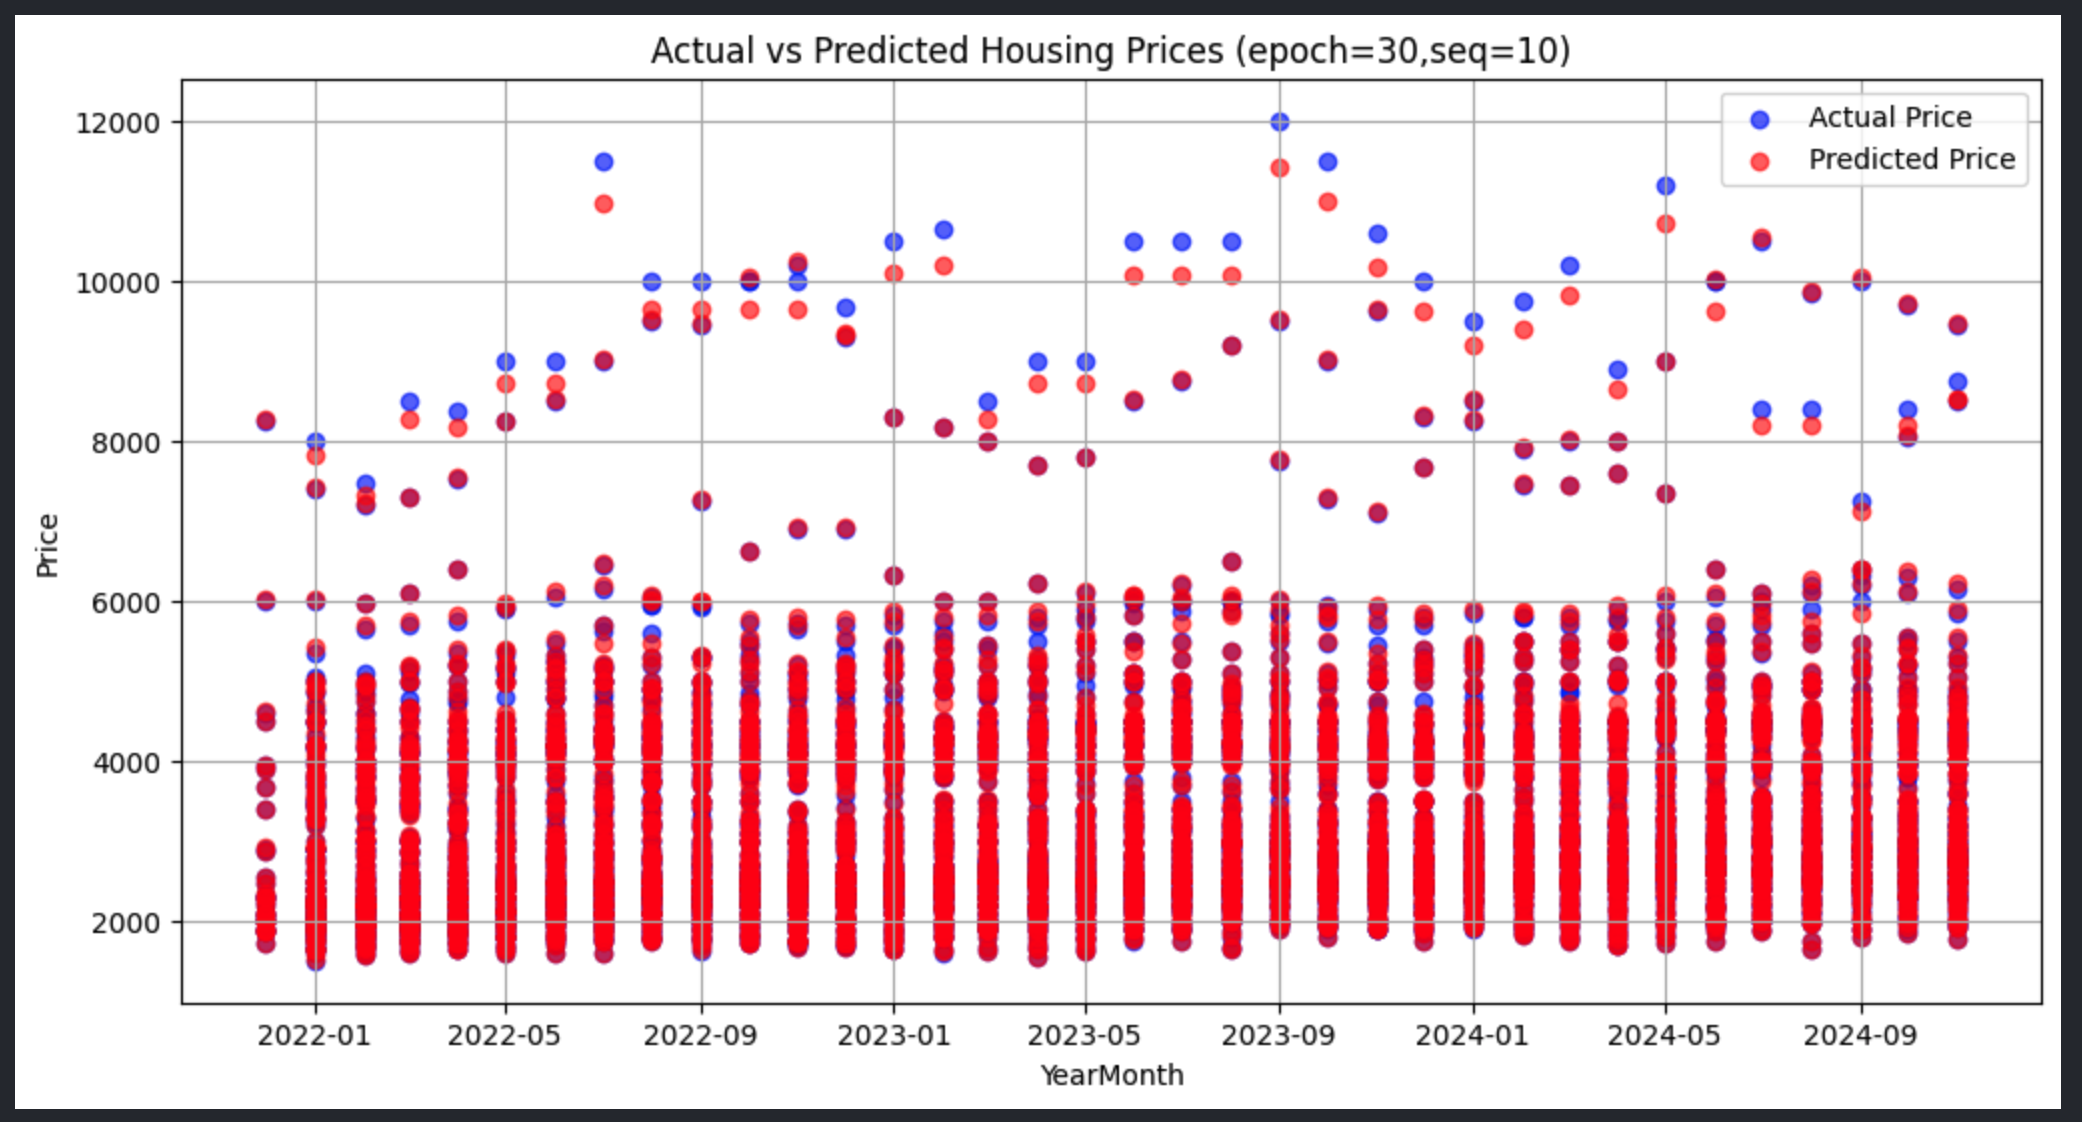 Actual vs Predicted Housing Prices (epoch=30,seq=10)
Actual Price
Predicted Price
12000
10000
8000
6000
4000
2000
Price
2022-01 2022-05 2022-09 2023-01 2023-05 2023-09 2024-01 2024-05 2024-09
YearMonth